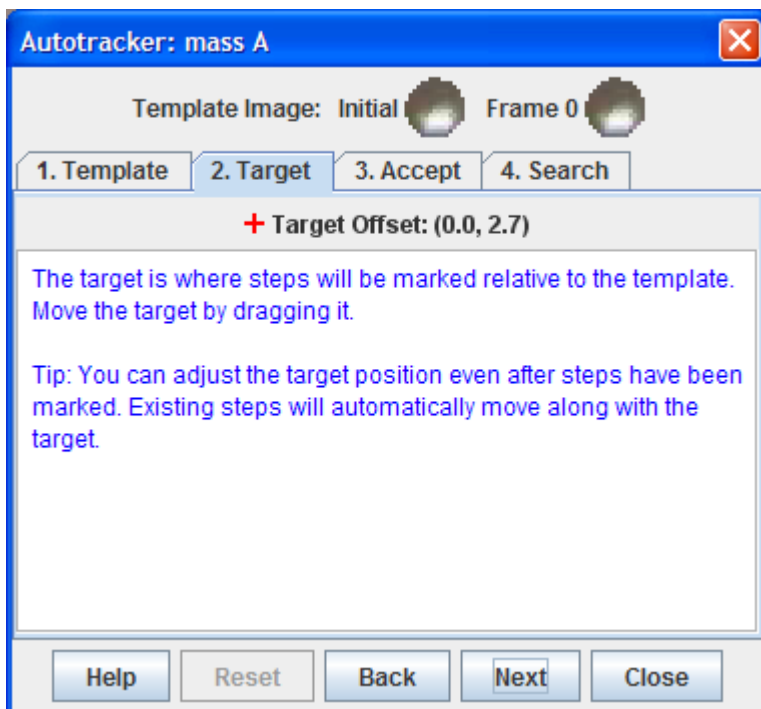 Autotracker: mass A
Template Image: Initial Frame 0
1. Template 2. Target 3. Accept 4. Search
+ Target Offset: (0.0, 2.7)
The target is where steps will be marked relative to the template.
Move the target by dragging it.
Tip: You can adjust the target position even after steps have been
marked. Existing steps will automatically move along with the
target.
Help Reset Back Next Close